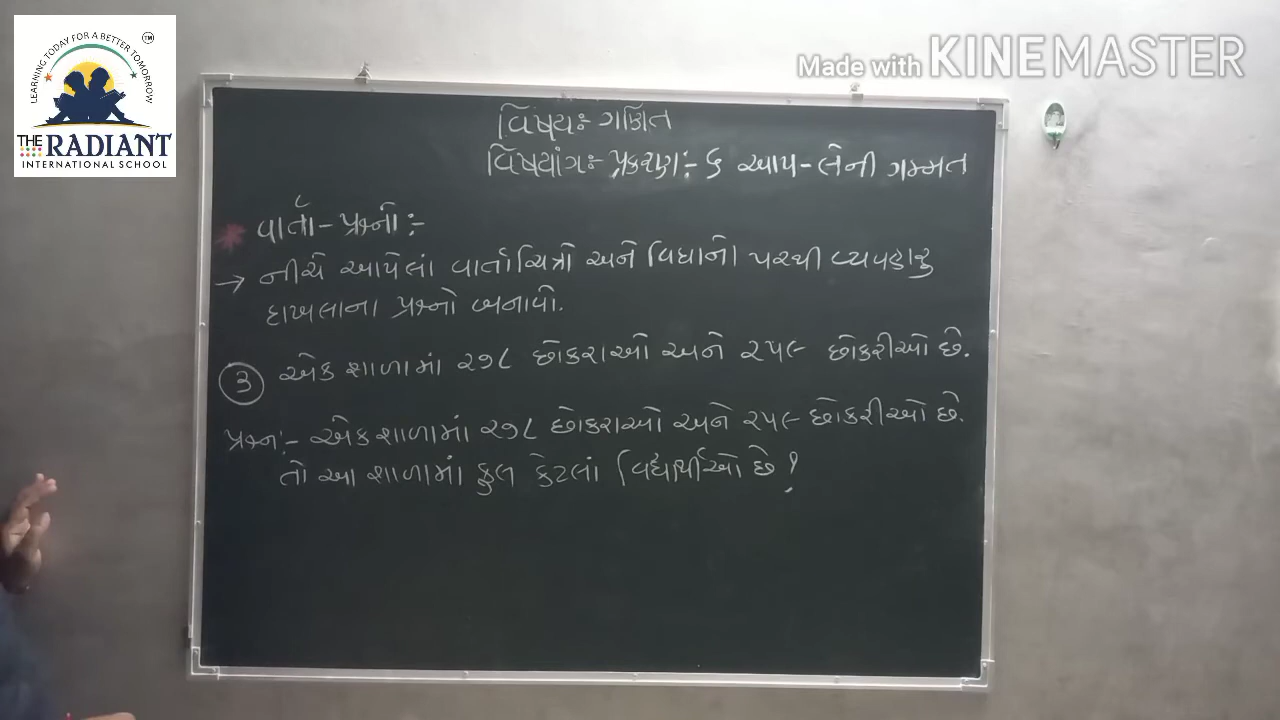 LEARNING TODAY FOR A BETTER TOMORROW
TM
THE RADIANT
INTERNATIONAL SCHOOL
Made with KINEMASTER
વિષયઃ- ગણિત
વિષયાંગઃ- પ્રકરણ:- ૬ આપ-લેની ગમ્મત
* વાર્તા-પ્રશ્નો :-
→ નીચે આપેલાં વાર્તાચિત્રો અને વિધાનો પરથી વ્યવહારુ
દાખલાના પ્રશ્નો બનાવો.
૩ એક શાળામાં ૨૭૮ છોકરાઓ અને ૨૫૯ છોકરીઓ છે.
પ્રશ્ન:- એક શાળામાં ૨૭૮ છોકરાઓ અને ૨૫૯ છોકરીઓ છે.
તો આ શાળામાં કુલ કેટલાં વિદ્યાર્થીઓ છે ?